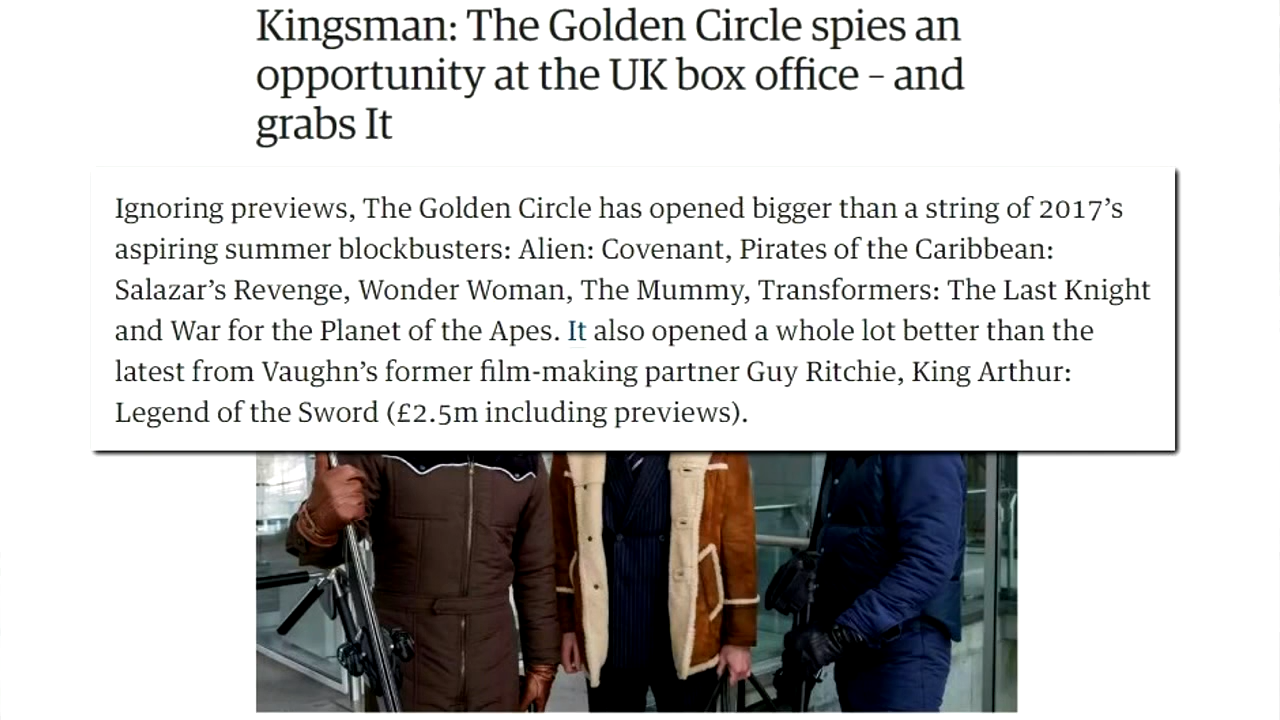 Kingsman: The Golden Circle spies an
opportunity at the UK box office – and
grabs It
Ignoring previews, The Golden Circle has opened bigger than a string of 2017’s
aspiring summer blockbusters: Alien: Covenant, Pirates of the Caribbean:
Salazar’s Revenge, Wonder Woman, The Mummy, Transformers: The Last Knight
and War for the Planet of the Apes. It also opened a whole lot better than the
latest from Vaughn’s former film-making partner Guy Ritchie, King Arthur:
Legend of the Sword (£2.5m including previews).